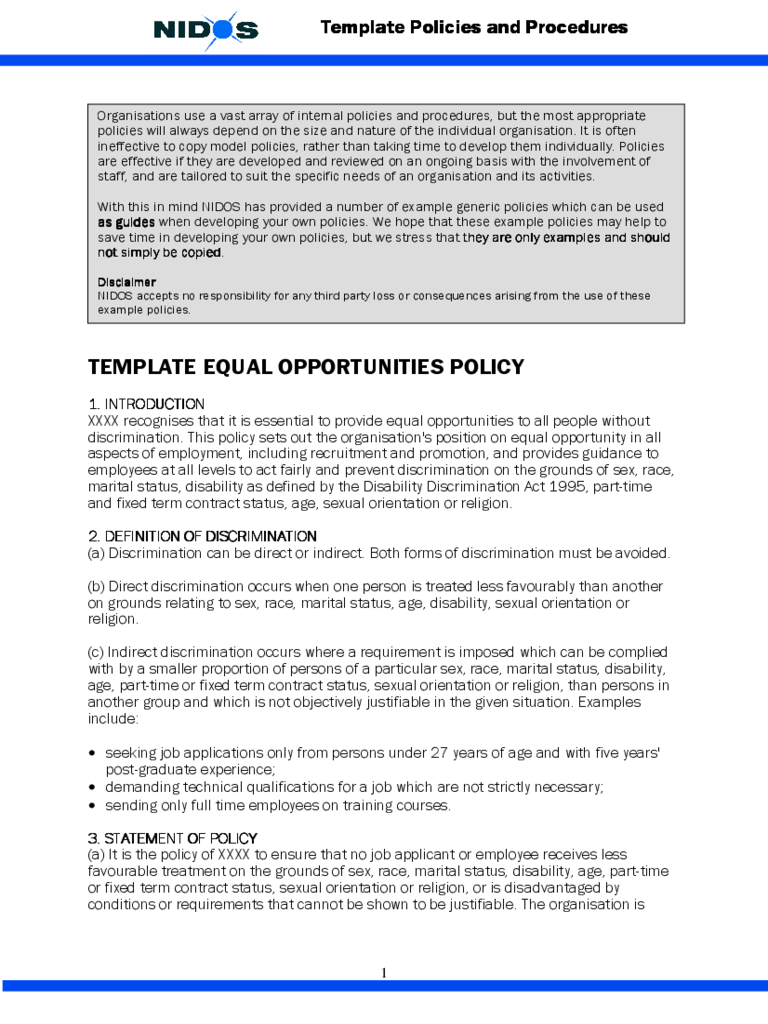 NIDOS
Template Policies and Procedures
Organisations use a vast array of internal policies and procedures, but the most appropriate
policies will always depend on the size and nature of the individual organisation. It is often
ineffective to copy model policies, rather than taking time to develop them individually. Policies
are effective if they are developed and reviewed on an ongoing basis with the involvement of
staff, and are tailored to suit the specific needs of an organisation and its activities.
With this in mind NIDOS has provided a number of example generic policies which can be used
as guides when developing your own policies. We hope that these example policies may help to
save time in developing your own policies, but we stress that they are only examples and should
not simply be copied.
Disclaimer
NIDOS accepts no responsibility for any third party loss or consequences arising from the use of these
example policies.
TEMPLATE EQUAL OPPORTUNITIES POLICY
1. INTRODUCTION
XXXX recognises that it is essential to provide equal opportunities to all people without
discrimination. This policy sets out the organisation's position on equal opportunity in all
aspects of employment, including recruitment and promotion, and provides guidance to
employees at all levels to act fairly and prevent discrimination on the grounds of sex, race,
marital status, disability as defined by the Disability Discrimination Act 1995, part-time
and fixed term contract status, age, sexual orientation or religion.
2. DEFINITION OF DISCRIMINATION
(a) Discrimination can be direct or indirect. Both forms of discrimination must be avoided.
(b) Direct discrimination occurs when one person is treated less favourably than another
on grounds relating to sex, race, marital status, age, disability, sexual orientation or
religion.
(c) Indirect discrimination occurs where a requirement is imposed which can be complied
with by a smaller proportion of persons of a particular sex, race, marital status, disability,
age, part-time or fixed term contract status, sexual orientation or religion, than persons in
another group and which is not objectively justifiable in the given situation. Examples
include:
• seeking job applications only from persons under 27 years of age and with five years'
post-graduate experience;
• demanding technical qualifications for a job which are not strictly necessary;
• sending only full time employees on training courses.
3. STATEMENT OF POLICY
(a) It is the policy of XXXX to ensure that no job applicant or employee receives less
favourable treatment on the grounds of sex, race, marital status, disability, age, part-time
or fixed term contract status, sexual orientation or religion, or is disadvantaged by
conditions or requirements that cannot be shown to be justifiable. The organisation is
1